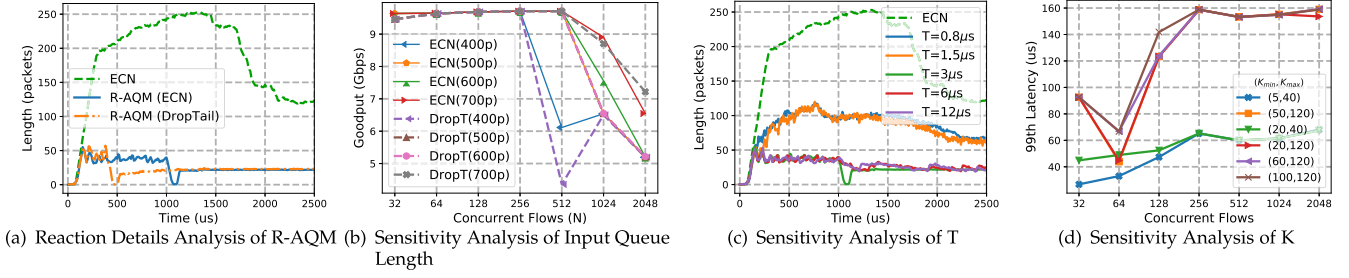 Length (packets)
250
200
150
100
50
0
ECN
R-AQM (ECN)
R-AQM (DropTail)
0 500 1000 1500 2000 2500
Time (us)
(a) Reaction Details Analysis of R-AQM
Goodput (Gbps)
9
8
7
6
5
ECN(400p)
ECN(500p)
ECN(600p)
ECN(700p)
DropT(400p)
DropT(500p)
DropT(600p)
DropT(700p)
32 64 128 256 512 1024 2048
Concurrent Flows (N)
(b) Sensitivity Analysis of Input Queue
Length
Length (packets)
250
200
150
100
50
0
ECN
T=0.8μs
T=1.5μs
T=3μs
T=6μs
T=12μs
0 500 1000 1500 2000 2500
Time (us)
(c) Sensitivity Analysis of T
99th Latency (us)
160
140
120
100
80
60
40
20
(Kmin, Kmax)
(5,40)
(50,120)
(20,40)
(20,120)
(60,120)
(100,120)
32 64 128 256 512 1024 2048
Concurrent Flows
(d) Sensitivity Analysis of K